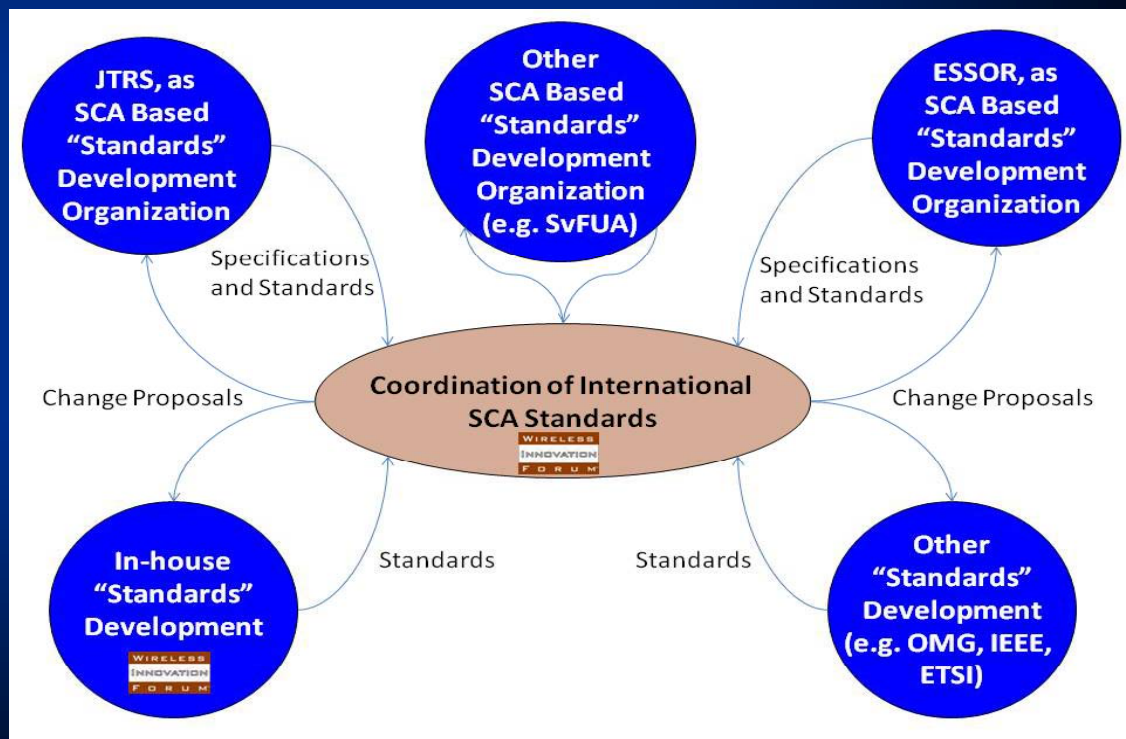 JTRS, as
SCA Based
“Standards”
Development
Organization
Other
SCA Based
“Standards”
Development
Organization
(e.g. SvFUA)
ESSOR, as
SCA Based
“Standards”
Development
Organization
Specifications
and Standards
Specifications
and Standards
Change Proposals
Coordination of International
SCA Standards
WIRELESS
INNOVATION
FORUM
Change Proposals
In-house
“Standards”
Development
WIRELESS
INNOVATION
FORUM
Standards
Standards
Other
“Standards”
Development
(e.g. OMG, IEEE,
ETSI)